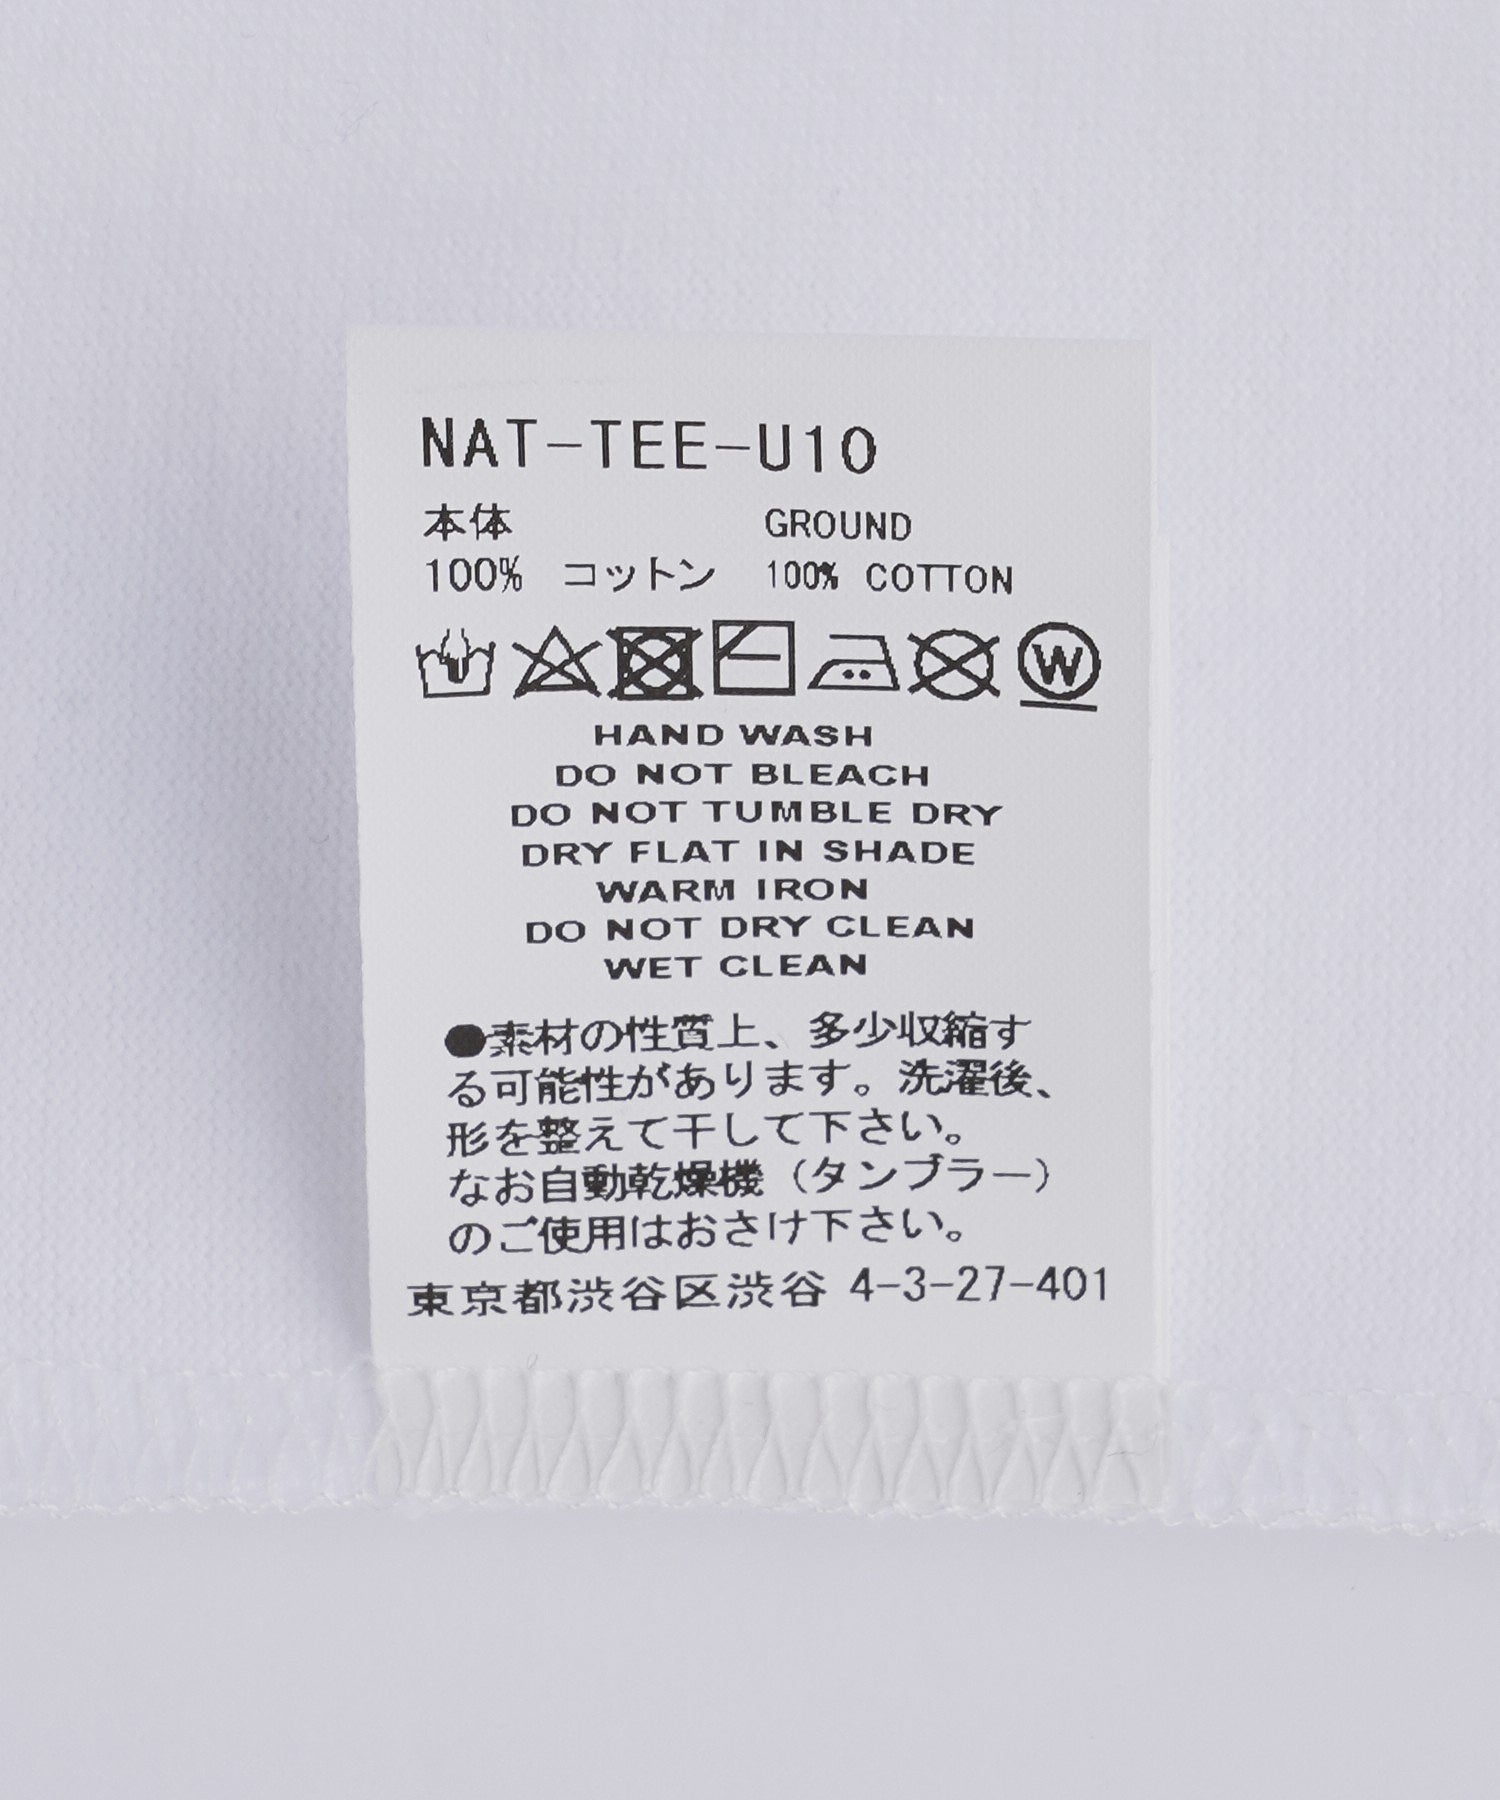 NAT-TEE-U10
本体 GROUND
100% コットン 100% COTTON
W
HAND WASH
DO NOT BLEACH
DO NOT TUMBLE DRY
DRY FLAT IN SHADE
WARM IRON
DO NOT DRY CLEAN
WET CLEAN
●素材の性質上、多少収縮す
る可能性があります。洗濯後、
形を整えて干して下さい。
なお自動乾燥機（タンブラー）
のご使用はおさけ下さい。
東京都渋谷区渋谷 4-3-27-401